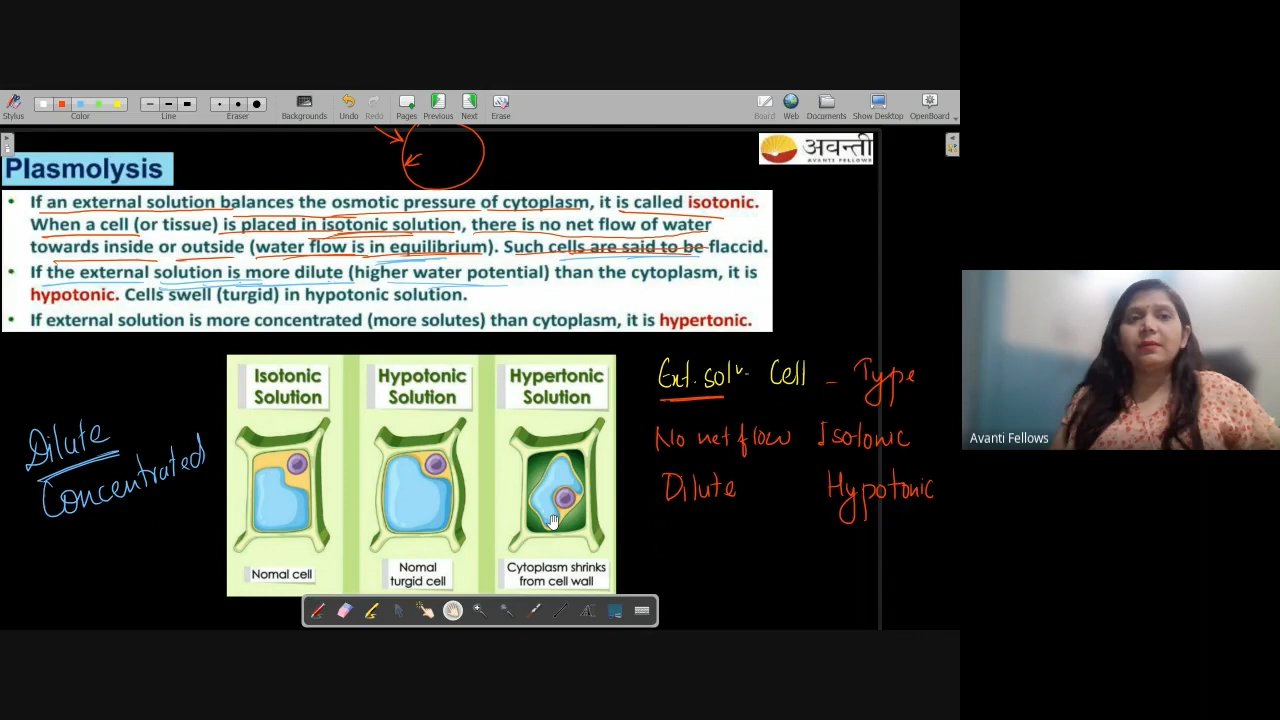 Stylus
Color
Line
Eraser
Backgrounds
Undo
Redo
Pages
Previous
Next
Erase
Board
Web
Documents
Show Desktop
OpenBoard
अवन्ती
AVANTI FELLOWS
Plasmolysis
• If an external solution balances the osmotic pressure of cytoplasm, it is called isotonic.
When a cell (or tissue) is placed in isotonic solution, there is no net flow of water
towards inside or outside (water flow is in equilibrium). Such cells are said to be flaccid.
• If the external solution is more dilute (higher water potential) than the cytoplasm, it is
hypotonic. Cells swell (turgid) in hypotonic solution.
• If external solution is more concentrated (more solutes) than cytoplasm, it is hypertonic.
Isotonic
Solution
Hypotonic
Solution
Hypertonic
Solution
Nomal cell
Nomal
turgid cell
Cytoplasm shrinks
from cell wall
Dilute
Concentrated
Ext. solv. Cell - Type
No net flow Isotonic
Dilute Hypotonic
Avanti Fellows